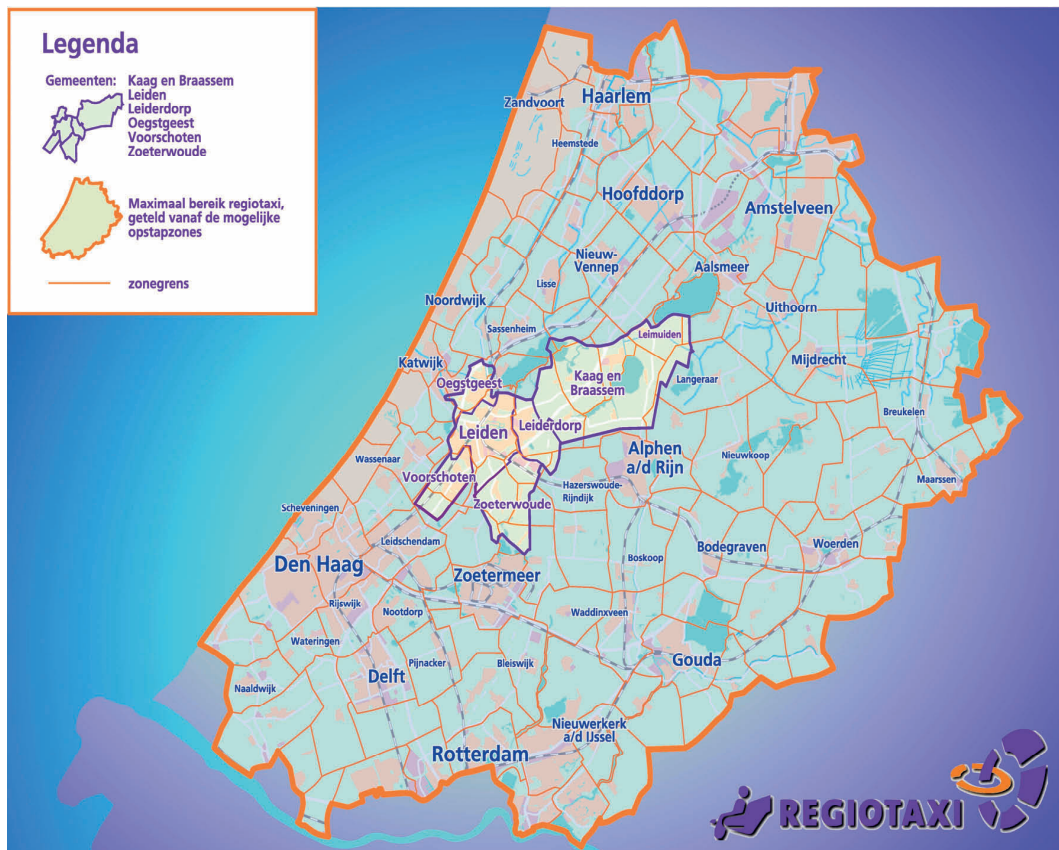 Legenda
Gemeenten: Kaag en Braassem
Leiden
Leiderdorp
Oegstgeest
Voorschoten
Zoeterwoude
Maximaal bereik regiotaxi,
geteld vanaf de mogelijke
opstapzones
zonegrens
Zandvoort
Haarlem
Heemstede
Hoofddorp
Amstelveen
Nieuw-
Vennep
Aalsmeer
Lisse
Noordwijk
Uithoorn
Sassenheim
Leimuiden
Mijdrecht
Katwijk
Oegstgeest
Kaag en
Braassem
Langeraar
Breukelen
Leiden
Leiderdorp
Alphen
a/d Rijn
Nieuwkoop
Wassenaar
Voorschoten
Hazerswoude-
Rijndijk
Maarssen
Zoeterwoude
Scheveningen
Leidschendam
Bodegraven
Woerden
Den Haag
Zoetermeer
Boskoop
Rijswijk
Nootdorp
Waddinxveen
Wateringen
Pijnacker
Bleiswijk
Gouda
Delft
Naaldwijk
Nieuwerkerk
a/d IJssel
Rotterdam
REGIOTAXI